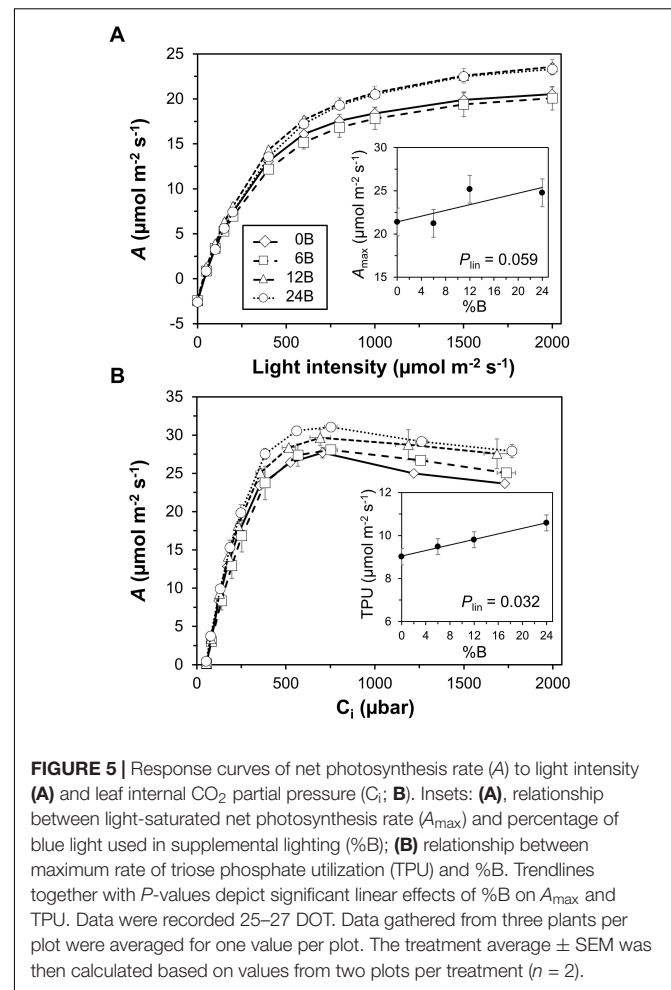 A
25
20
15
10
5
0
-5
A (µmol m-2 s-1)
0 500 1000 1500 2000
Light intensity (µmol m-2 s-1)
0B
6B
12B
24B
30
25
20
15
Amax (µmol m-2 s-1)
Plin = 0.059
0 4 8 12 16 20 24
%B
B
35
30
25
20
15
10
5
0
A (µmol m-2 s-1)
0 500 1000 1500 2000
Ci (µbar)
12
10
8
6
TPU (µmol m-2 s-1)
Plin = 0.032
0 4 8 12 16 20 24
%B
FIGURE 5 | Response curves of net photosynthesis rate (A) to light intensity
(A) and leaf internal CO2 partial pressure (Ci; B). Insets: (A), relationship
between light-saturated net photosynthesis rate (Amax) and percentage of
blue light used in supplemental lighting (%B); (B) relationship between
maximum rate of triose phosphate utilization (TPU) and %B. Trendlines
together with P-values depict significant linear effects of %B on Amax and
TPU. Data were recorded 25–27 DOT. Data gathered from three plants per
plot were averaged for one value per plot. The treatment average ± SEM was
then calculated based on values from two plots per treatment (n = 2).